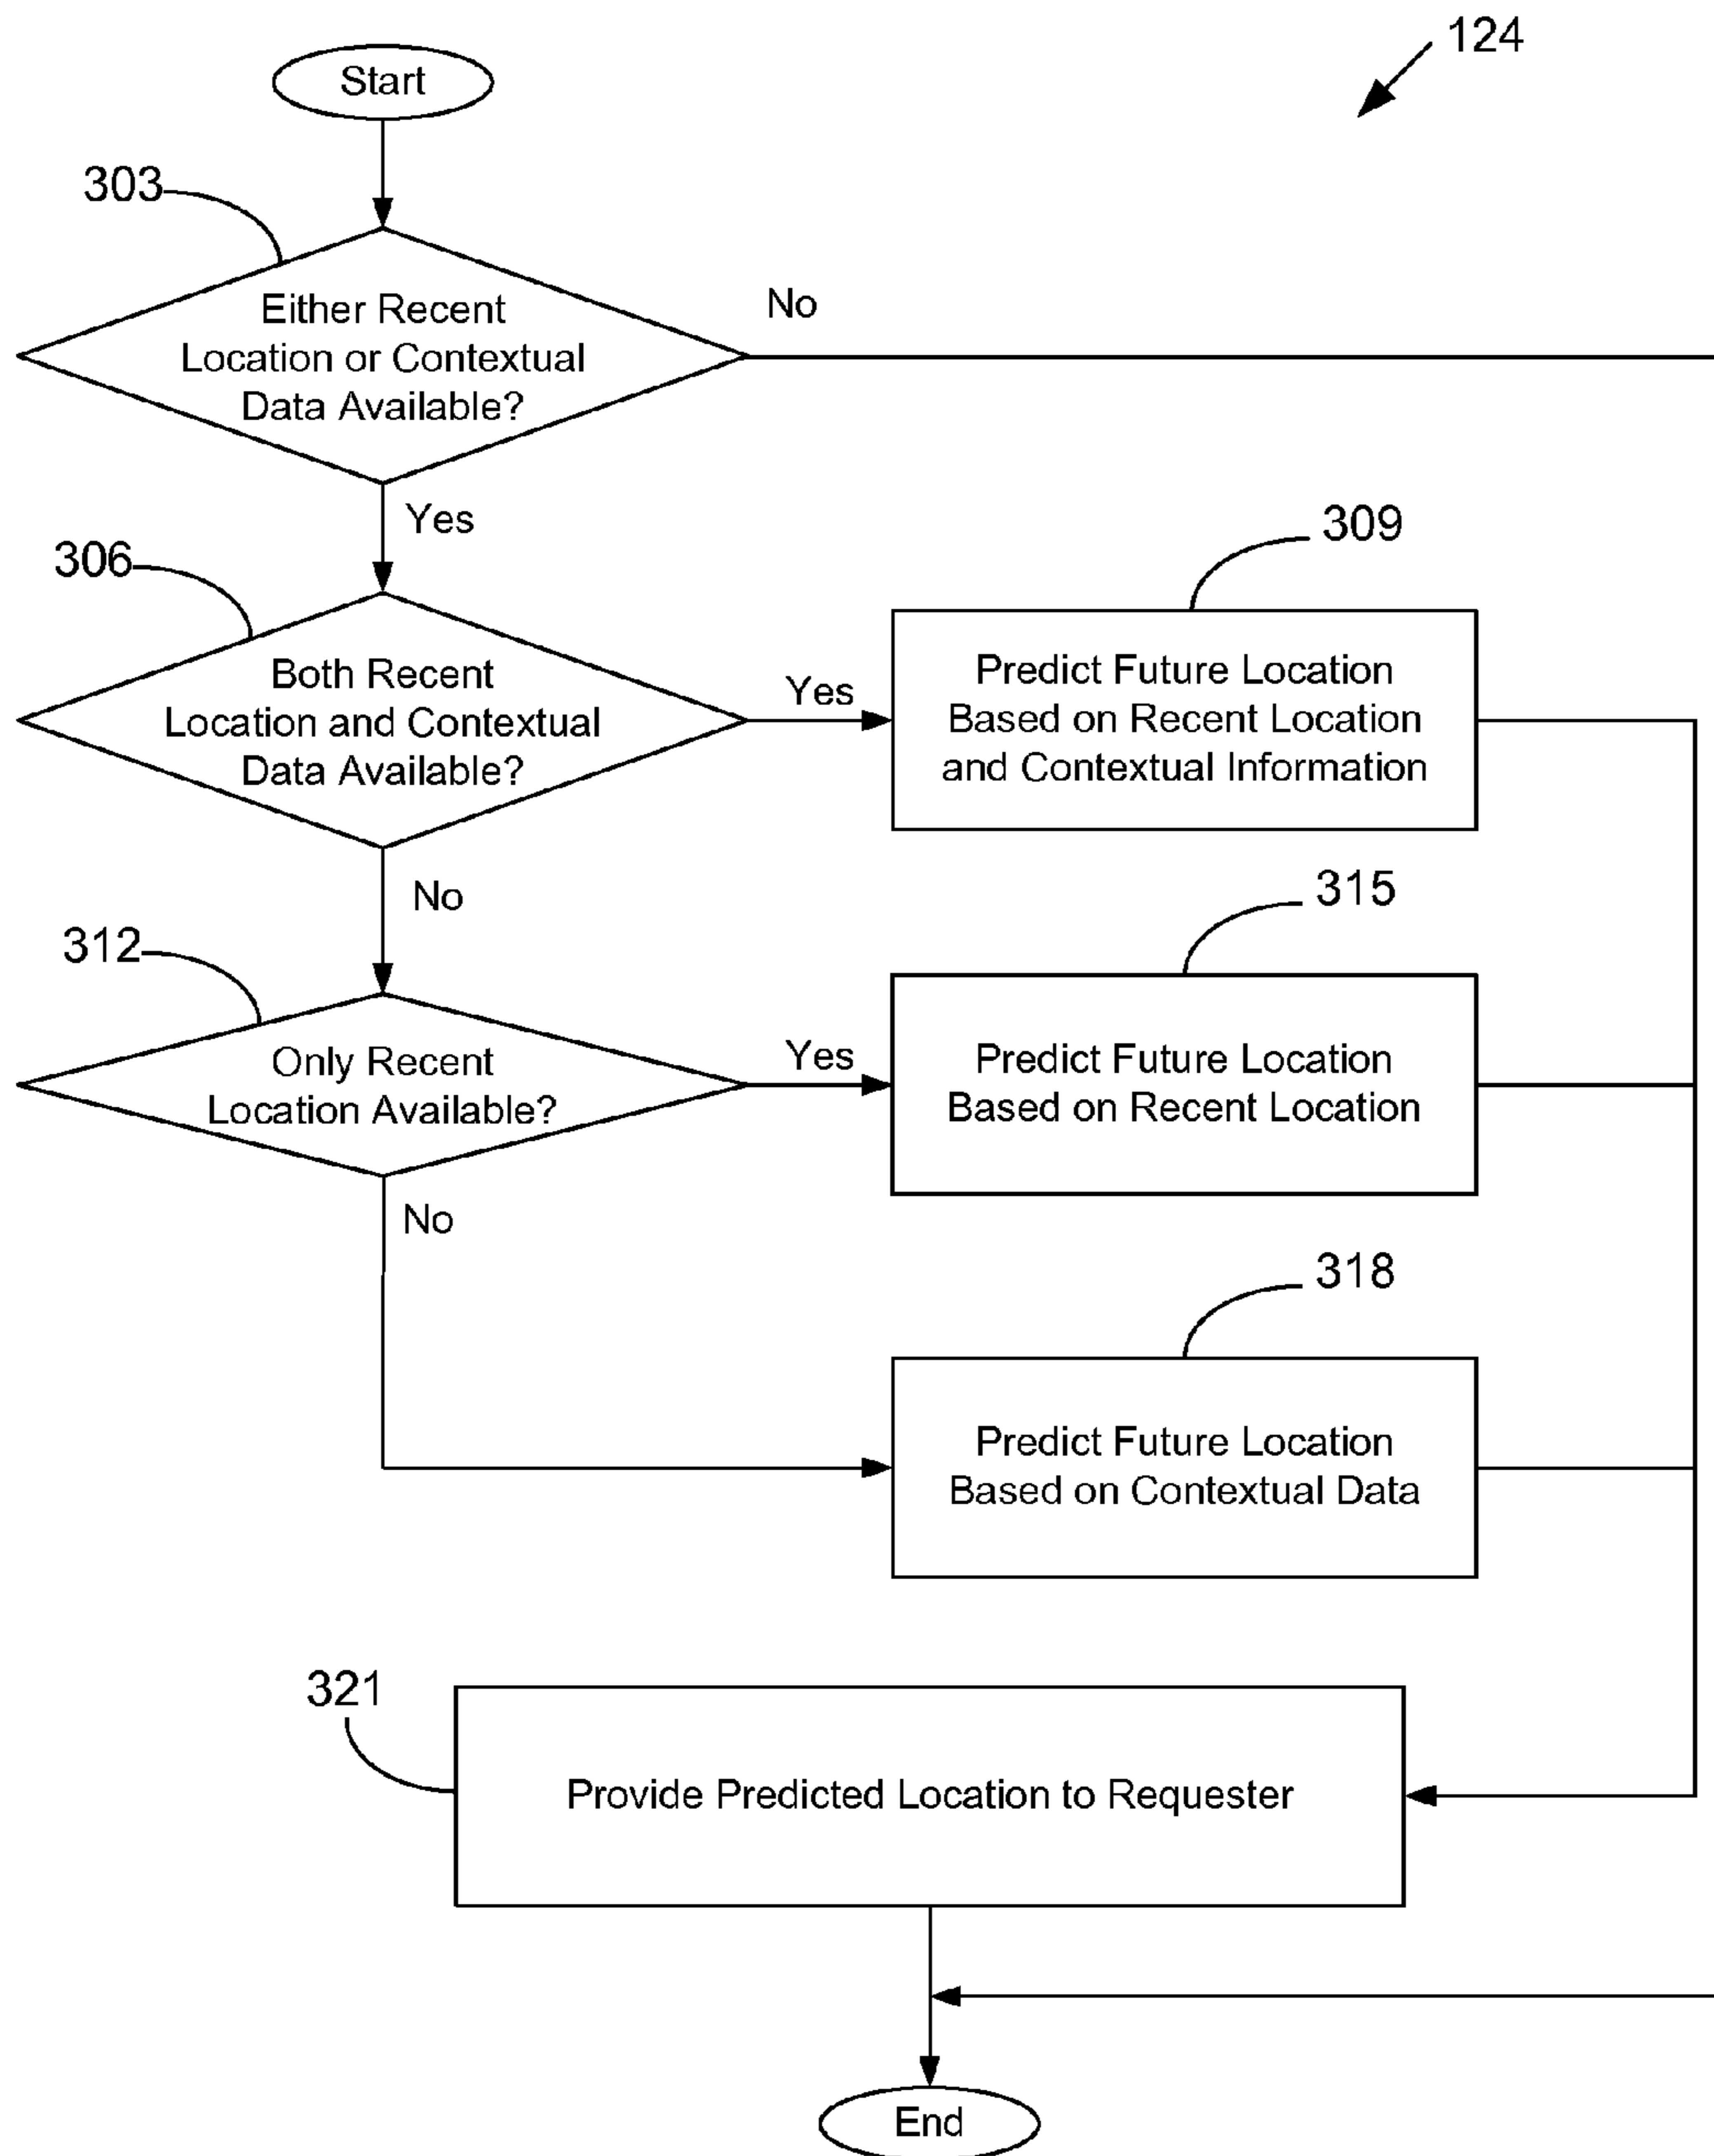 124
Start
303
Either Recent
Location or Contextual
Data Available?
No
Yes
306
Both Recent
Location and Contextual
Data Available?
Yes
309
Predict Future Location
Based on Recent Location
and Contextual Information
No
312
Only Recent
Location Available?
Yes
315
Predict Future Location
Based on Recent Location
No
318
Predict Future Location
Based on Contextual Data
321
Provide Predicted Location to Requester
End